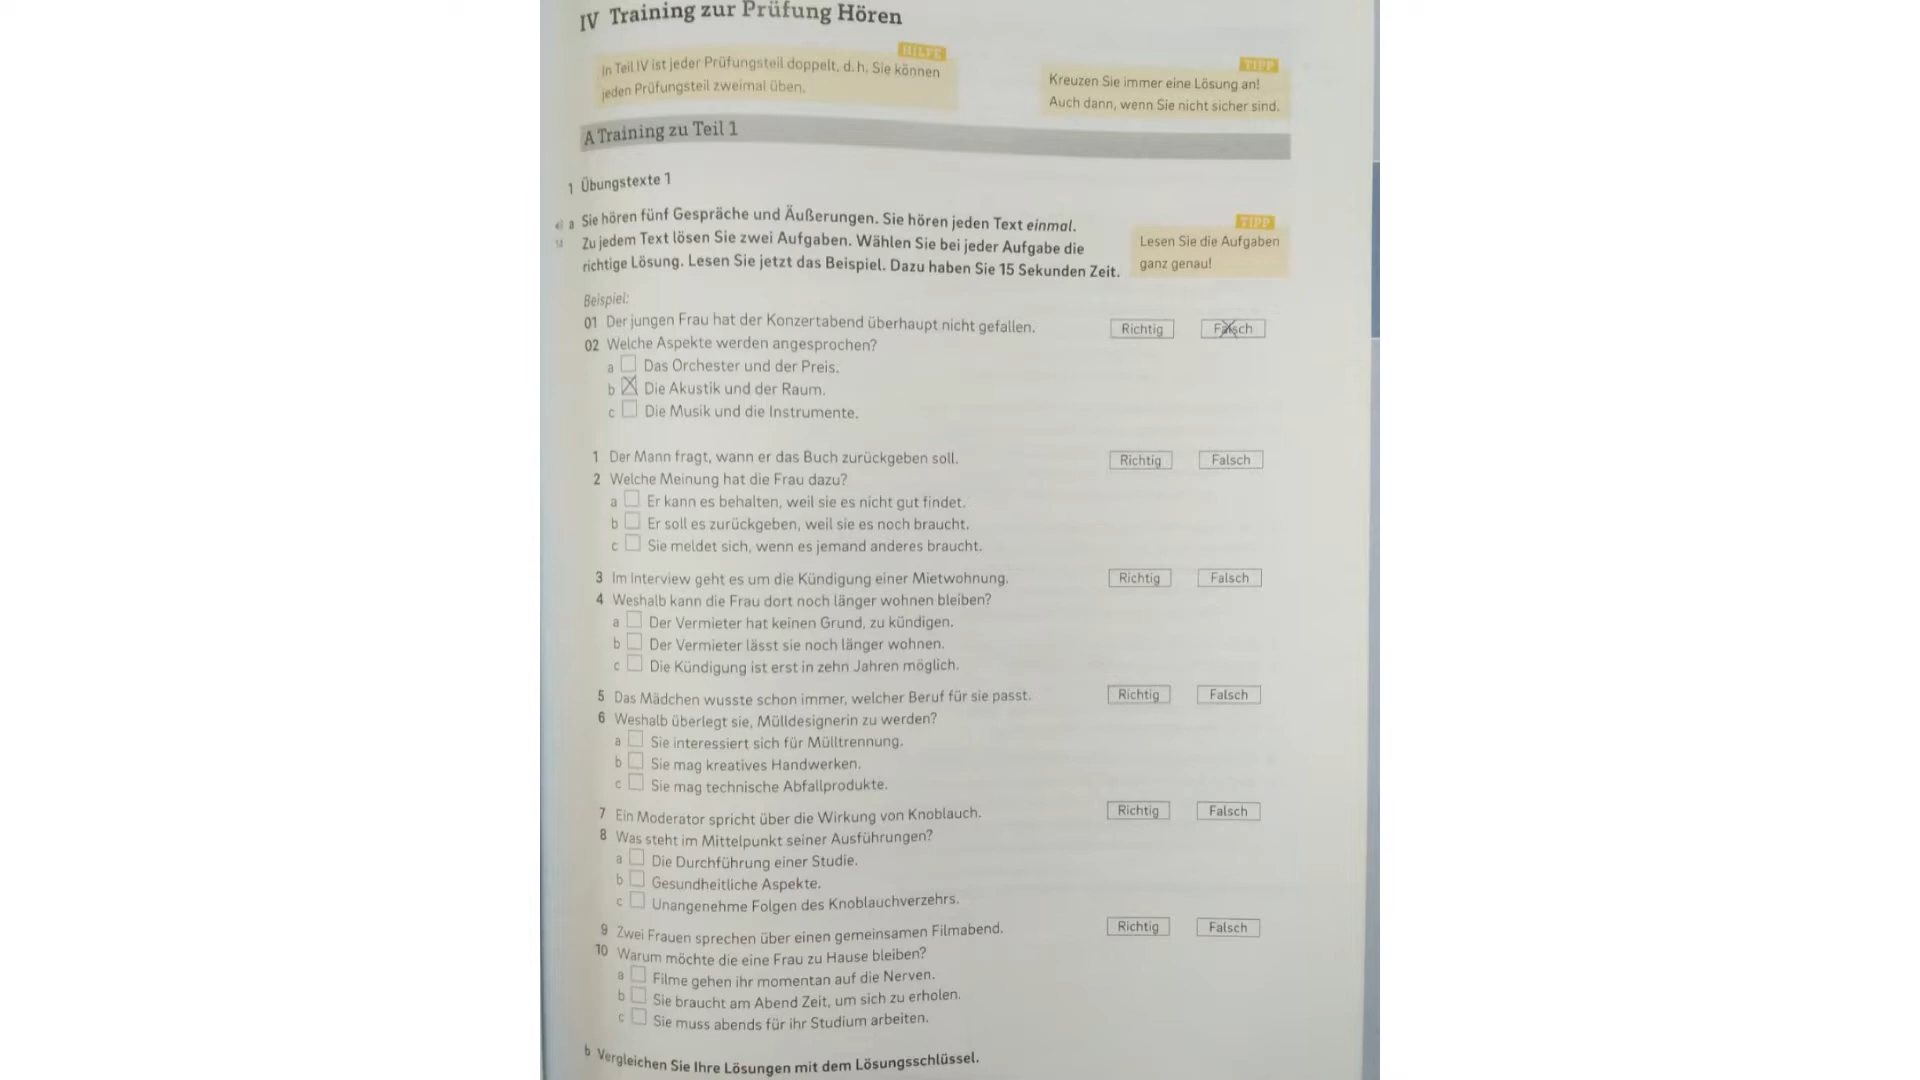 IV Training zur Prüfung Hören
HILFE
In Teil IV ist jeder Prüfungsteil doppelt, d. h. Sie können
jeden Prüfungsteil zweimal üben.
TIPP
Kreuzen Sie immer eine Lösung an!
Auch dann, wenn Sie nicht sicher sind.
A Training zu Teil 1
1 Übungstexte 1
a Sie hören fünf Gespräche und Äußerungen. Sie hören jeden Text einmal.
Zu jedem Text lösen Sie zwei Aufgaben. Wählen Sie bei jeder Aufgabe die
richtige Lösung. Lesen Sie jetzt das Beispiel. Dazu haben Sie 15 Sekunden Zeit.
TIPP
Lesen Sie die Aufgaben
ganz genau!
Beispiel:
01 Der jungen Frau hat der Konzertabend überhaupt nicht gefallen. Richtig Falsch
02 Welche Aspekte werden angesprochen?
a Das Orchester und der Preis.
b Die Akustik und der Raum.
c Die Musik und die Instrumente.
1 Der Mann fragt, wann er das Buch zurückgeben soll. Richtig Falsch
2 Welche Meinung hat die Frau dazu?
a Er kann es behalten, weil sie es nicht gut findet.
b Er soll es zurückgeben, weil sie es noch braucht.
c Sie meldet sich, wenn es jemand anderes braucht.
3 Im Interview geht es um die Kündigung einer Mietwohnung. Richtig Falsch
4 Weshalb kann die Frau dort noch länger wohnen bleiben?
a Der Vermieter hat keinen Grund, zu kündigen.
b Der Vermieter lässt sie noch länger wohnen.
c Die Kündigung ist erst in zehn Jahren möglich.
5 Das Mädchen wusste schon immer, welcher Beruf für sie passt. Richtig Falsch
6 Weshalb überlegt sie, Mülldesignerin zu werden?
a Sie interessiert sich für Mülltrennung.
b Sie mag kreatives Handwerken.
c Sie mag technische Abfallprodukte.
7 Ein Moderator spricht über die Wirkung von Knoblauch. Richtig Falsch
8 Was steht im Mittelpunkt seiner Ausführungen?
a Die Durchführung einer Studie.
b Gesundheitliche Aspekte.
c Unangenehme Folgen des Knoblauchverzehrs.
9 Zwei Frauen sprechen über einen gemeinsamen Filmabend. Richtig Falsch
10 Warum möchte die eine Frau zu Hause bleiben?
a Filme gehen ihr momentan auf die Nerven.
b Sie braucht am Abend Zeit, um sich zu erholen.
c Sie muss abends für ihr Studium arbeiten.
b Vergleichen Sie Ihre Lösungen mit dem Lösungsschlüssel.